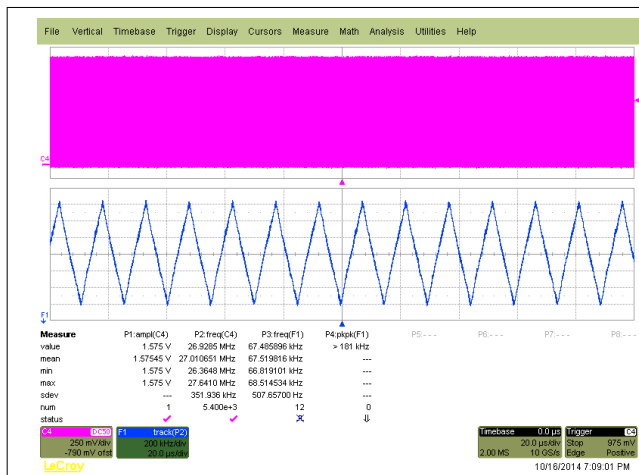 File Vertical Timebase Trigger Display Cursors Measure Math Analysis Utilities Help
C4
F1
Measure P1:ampl(C4) P2:freq(C4) P3:freq(F1) P4:pkpk(F1) P5:--- P6:--- P7:--- P8:---
value 1.575 V 26.9285 MHz 67.485896 kHz > 181 kHz
mean 1.57545 V 27.010651 MHz 67.519816 kHz ---
min 1.575 V 26.3648 MHz 66.819101 kHz ---
max 1.575 V 27.6410 MHz 68.514534 kHz ---
sdev --- 351.936 kHz 507.65700 Hz ---
num 1 5.400e+3 12 0
status
C4 DC50
250 mV/div
-790 mV ofst
F1 track(P2)
200 kHz/div
20.0 µs/div
Timebase 0.0 µs
20.0 µs/div
2.00 MS 10 GS/s
Trigger C4
Stop 975 mV
Edge Positive
LeCroy
10/16/2014 7:09:01 PM